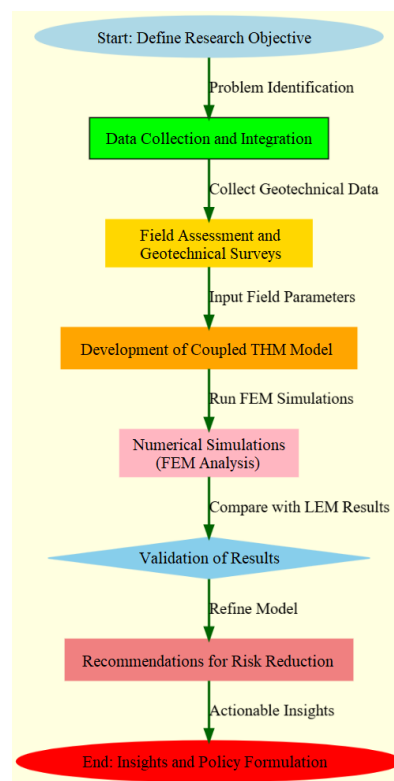 Start: Define Research Objective
Problem Identification
Data Collection and Integration
Collect Geotechnical Data
Field Assessment and
Geotechnical Surveys
Input Field Parameters
Development of Coupled THM Model
Run FEM Simulations
Numerical Simulations
(FEM Analysis)
Compare with LEM Results
Validation of Results
Refine Model
Recommendations for Risk Reduction
Actionable Insights
End: Insights and Policy Formulation